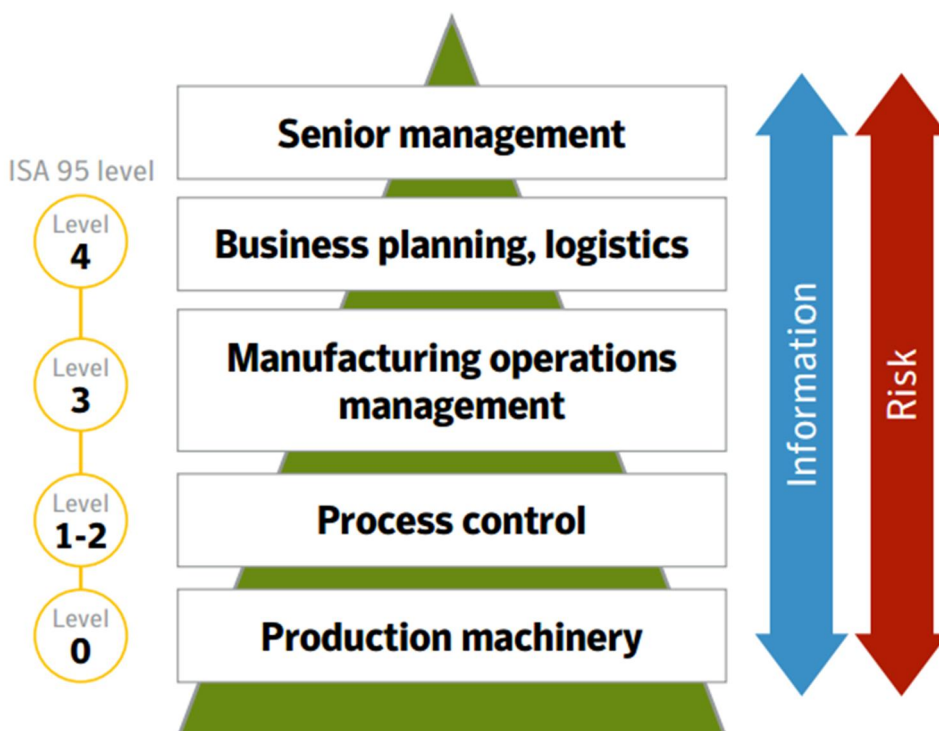 Senior management
ISA 95 level
Level
4
Business planning, logistics
Level
3
Manufacturing operations
management
Level
1-2
Process control
Level
0
Production machinery
Information
Risk